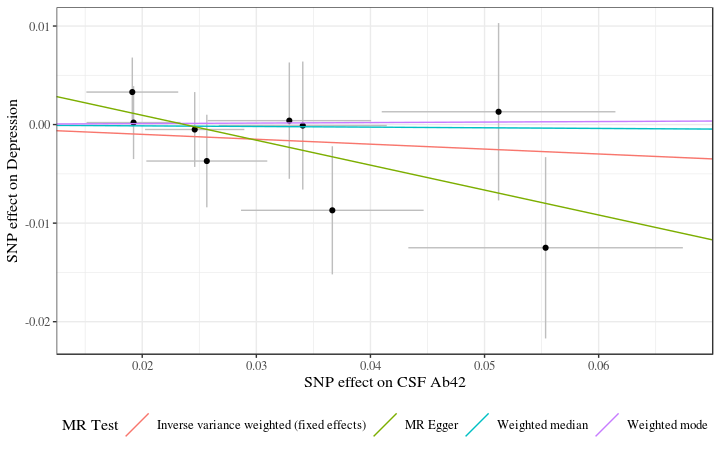 0.01
0.00
-0.01
-0.02
SNP effect on Depression
0.02 0.03 0.04 0.05 0.06
SNP effect on CSF Ab42
MR Test Inverse variance weighted (fixed effects) MR Egger Weighted median Weighted mode